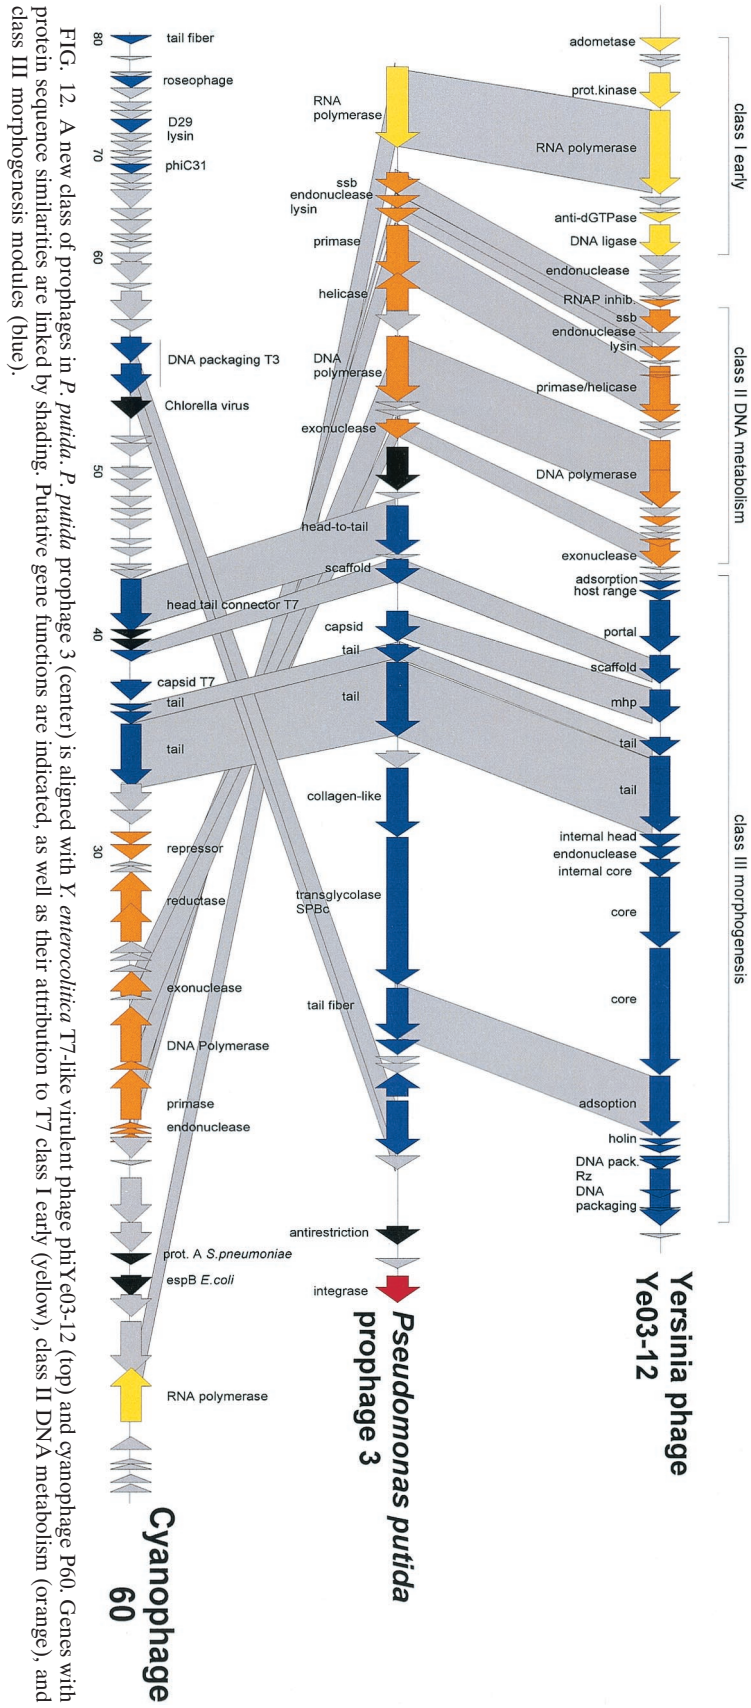 class I early
class II DNA metabolism
class III morphogenesis
adometase
prot.kinase
RNA polymerase
anti-dGTPase
DNA ligase
endonuclease
RNAP inhib.
ssb
endonuclease
lysin
primase/helicase
DNA polymerase
exonuclease
adsorption
host range
portal
scaffold
mhp
tail
tail
internal head
endonuclease
internal core
core
core
adsoption
holin
DNA pack.
Rz
DNA
packaging
Yersinia phage
Ye03-12
RNA
polymerase
ssb
endonuclease
lysin
primase
helicase
DNA
polymerase
exonuclease
head-to-tail
scaffold
capsid
tail
tail
collagen-like
transglycolase
SPBc
tail fiber
antirestriction
integrase
Pseudomonas putida
prophage 3
tail fiber
roseophage
D29
lysin
phiC31
DNA packaging T3
Chlorella virus
head tail connector T7
capsid T7
tail
tail
repressor
reductase
exonuclease
DNA Polymerase
primase
endonuclease
prot. A S.pneumoniae
espB E.coli
RNA polymerase
80
70
60
50
40
30
Cyanophage
60
FIG. 12. A new class of prophages in P. putida. P. putida prophage 3 (center) is aligned with Y. enterocolitica T7-like virulent phage phiYe03-12 (top) and cyanophage P60. Genes with
protein sequence similarities are linked by shading. Putative gene functions are indicated, as well as their attribution to T7 class I early (yellow), class II DNA metabolism (orange), and
class III morphogenesis modules (blue).